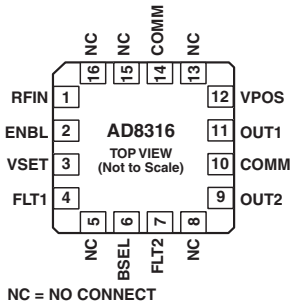 NC
NC
COMM
NC
16
15
14
13
RFIN 1
12 VPOS
ENBL 2
AD8316
11 OUT1
VSET 3
TOP VIEW
(Not to Scale)
10 COMM
FLT1 4
9 OUT2
5
6
7
8
NC
BSEL
FLT2
NC
NC = NO CONNECT